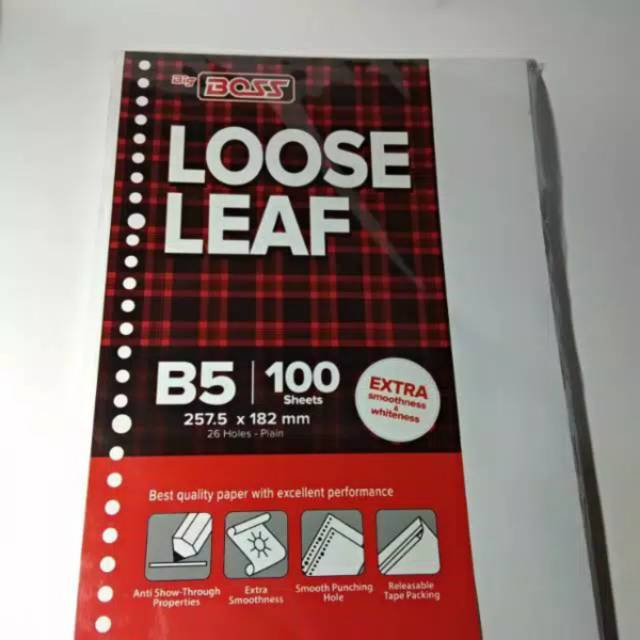 Big BOSS
LOOSE
LEAF
B5 | 100
Sheets
257.5 x 182 mm
26 Holes - Plain
EXTRA
smoothness
&
whiteness
Best quality paper with excellent performance
Anti Show-Through
Properties
Extra
Smoothness
Smooth Punching
Hole
Releasable
Tape Packing